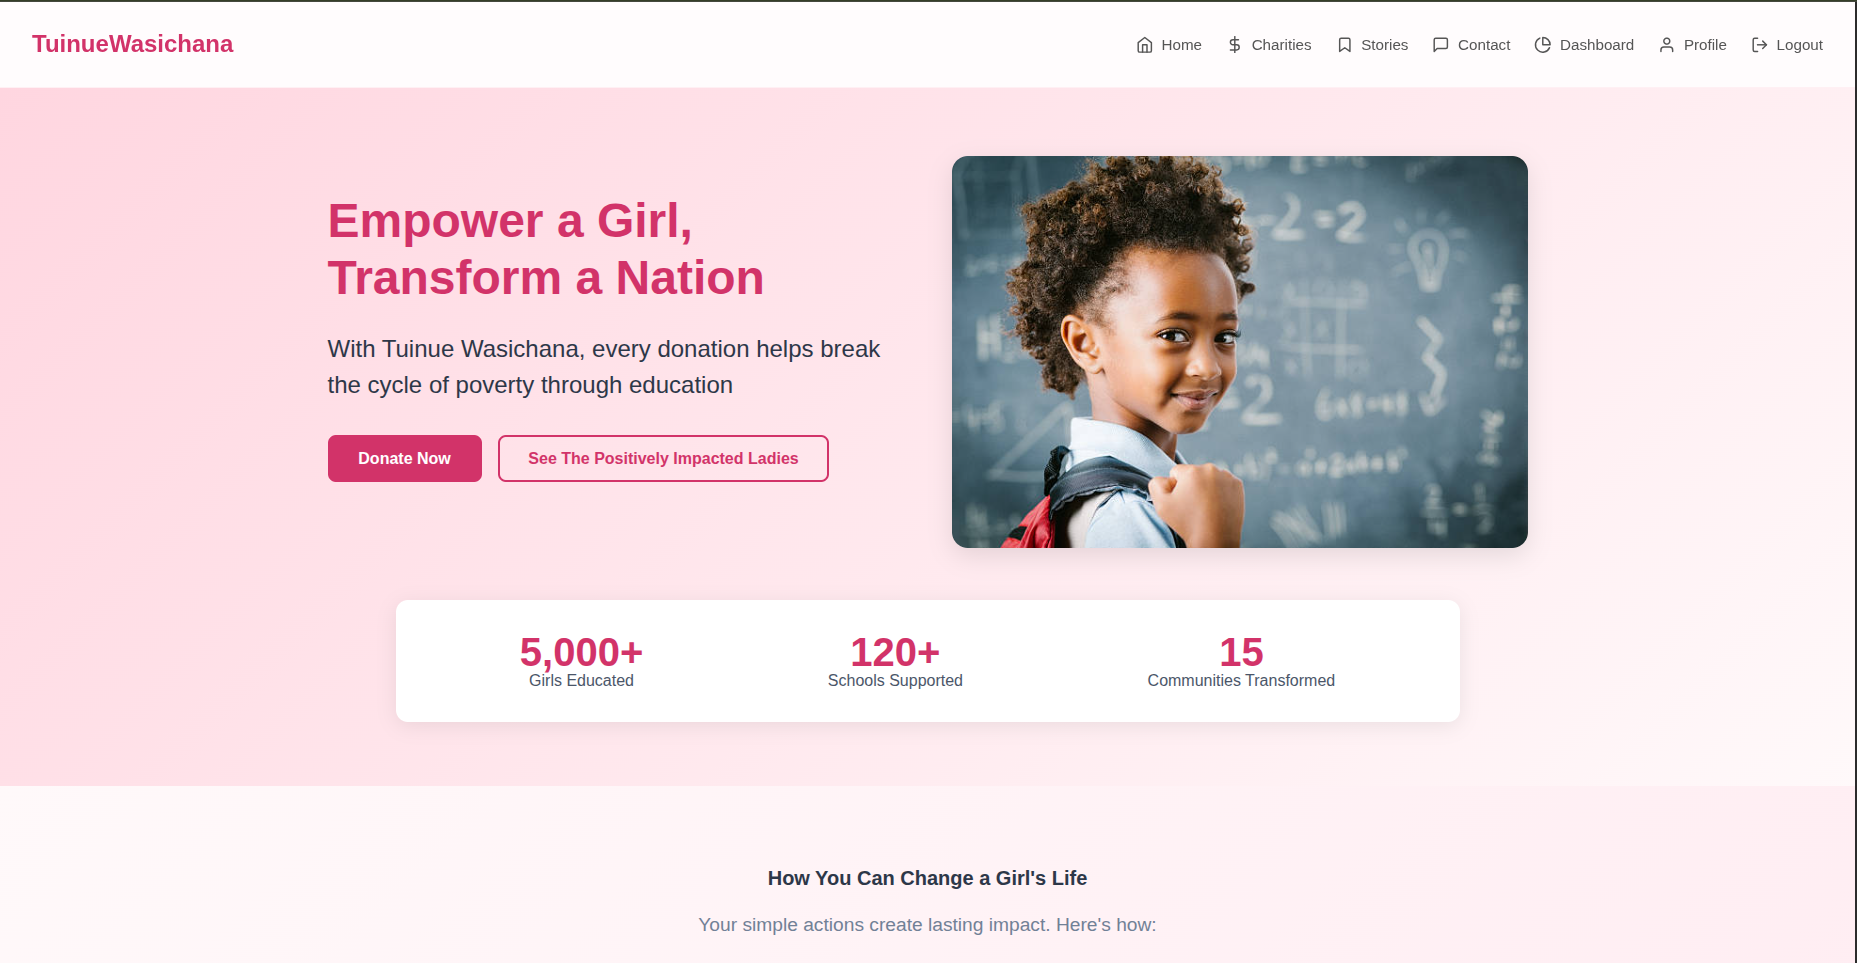 TuinueWasichana
Home
Charities
Stories
Contact
Dashboard
Profile
Logout
Empower a Girl,
Transform a Nation
With Tuinue Wasichana, every donation helps break
the cycle of poverty through education
Donate Now
See The Positively Impacted Ladies
5,000+
Girls Educated
120+
Schools Supported
15
Communities Transformed
How You Can Change a Girl's Life
Your simple actions create lasting impact. Here's how: